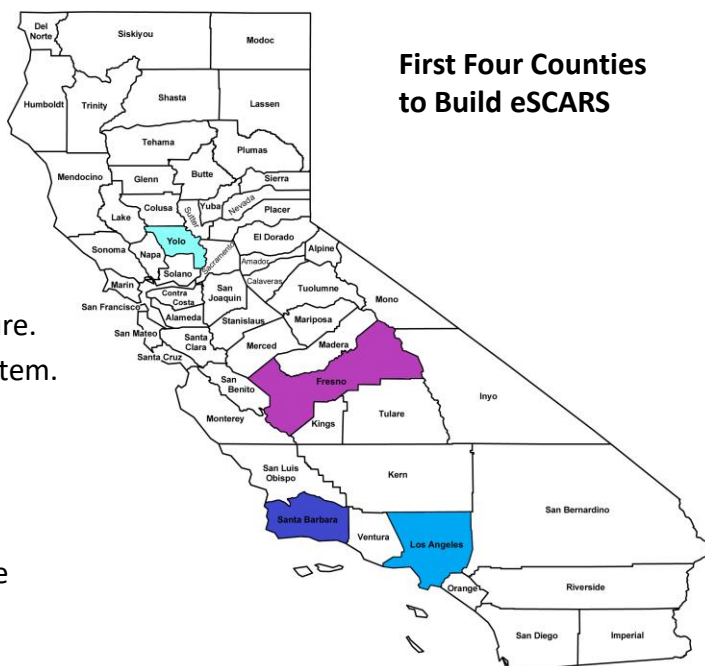 First Four Counties
to Build eSCARS
Del
Norte
Siskiyou
Modoc
Humboldt
Trinity
Shasta
Lassen
Tehama
Plumas
Mendocino
Glenn
Butte
Sierra
Lake
Colusa
Sutter
Yuba
Nevada
Placer
Yolo
El Dorado
Alpine
Sonoma
Napa
Sacramento
Amador
Solano
Calaveras
Marin
Contra
Costa
San
Joaquin
Tuolumne
Mono
San Francisco
Alameda
Stanislaus
Mariposa
re.
San Mateo
Santa
Clara
Merced
Madera
Santa Cruz
tem.
San
Benito
Fresno
Inyo
Monterey
Kings
Tulare
San Luis
Obispo
Kern
San Bernardino
Santa Barbara
Ventura
Los Angeles
e
Orange
Riverside
San Diego
Imperial